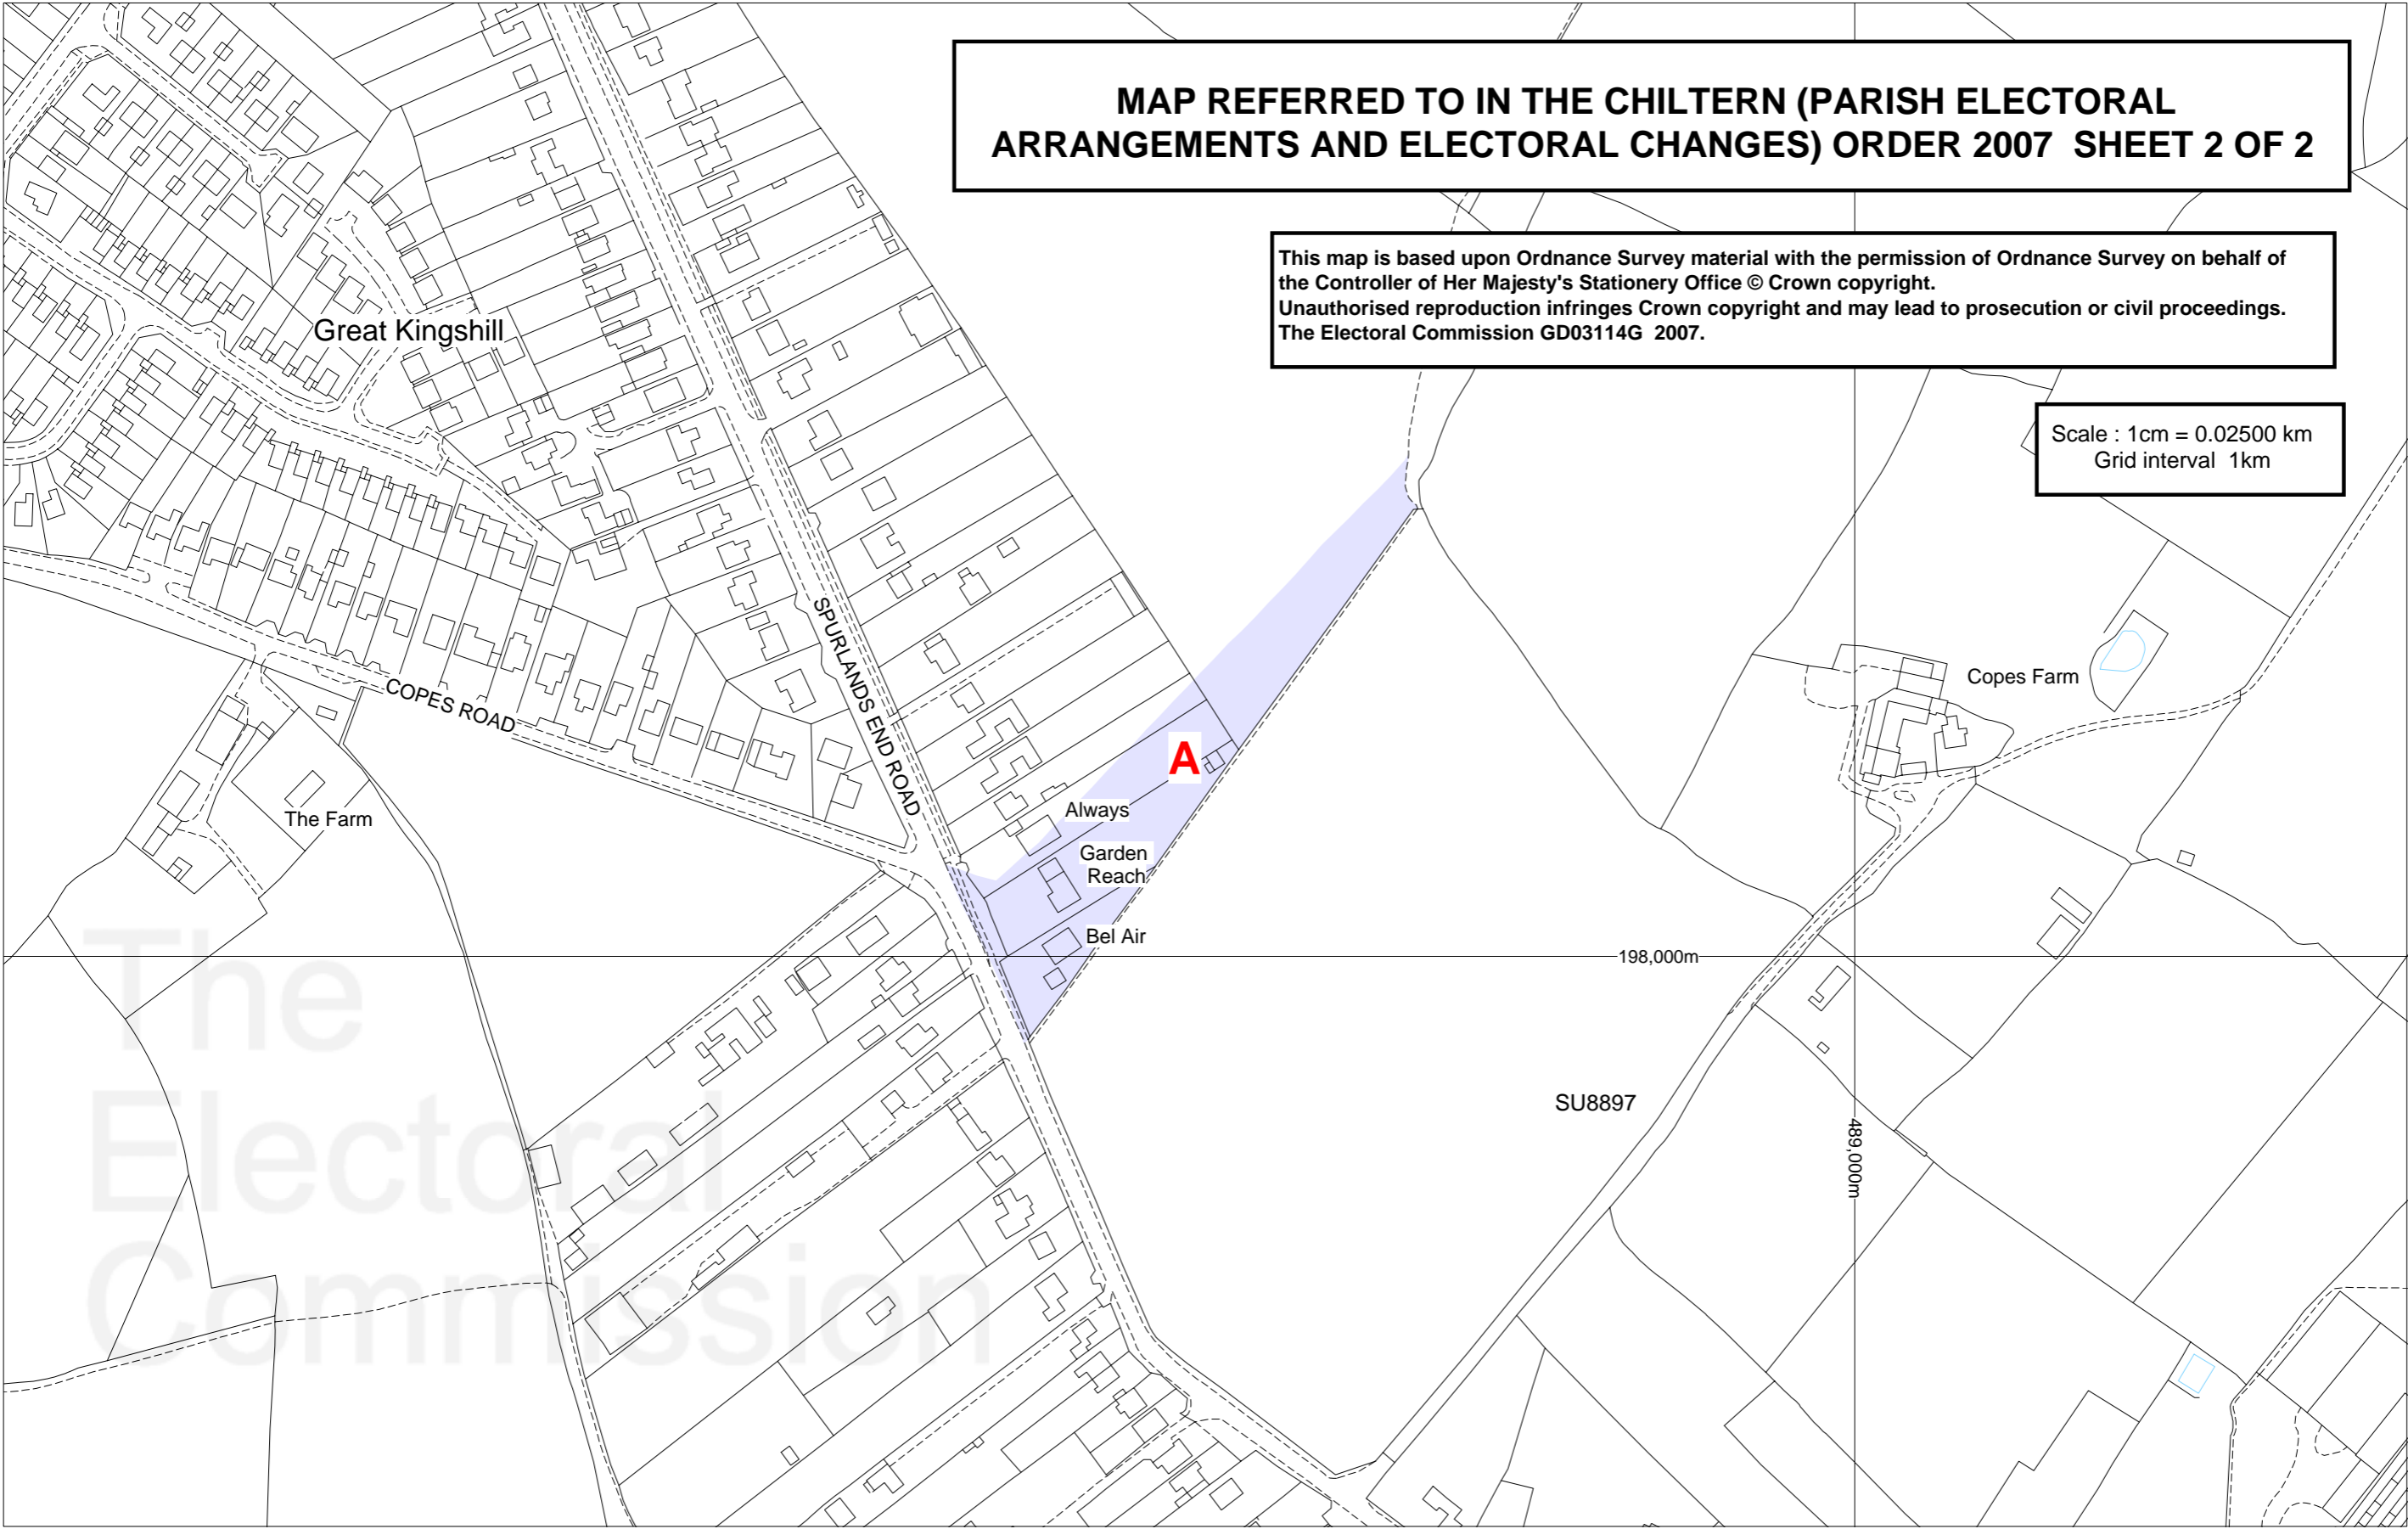 MAP REFERRED TO IN THE CHILTERN (PARISH ELECTORAL
ARRANGEMENTS AND ELECTORAL CHANGES) ORDER 2007 SHEET 2 OF 2
This map is based upon Ordnance Survey material with the permission of Ordnance Survey on behalf of
the Controller of Her Majesty's Stationery Office © Crown copyright.
Unauthorised reproduction infringes Crown copyright and may lead to prosecution or civil proceedings.
The Electoral Commission GD03114G 2007.
Great Kingshill
Scale : 1cm = 0.02500 km
Grid interval 1km
SPURLANDS END ROAD
COPES ROAD
Copes Farm
A
The Farm
Always
Garden
Reach
Bel Air
198,000m
SU8897
489,000m
The
Electoral
Commission